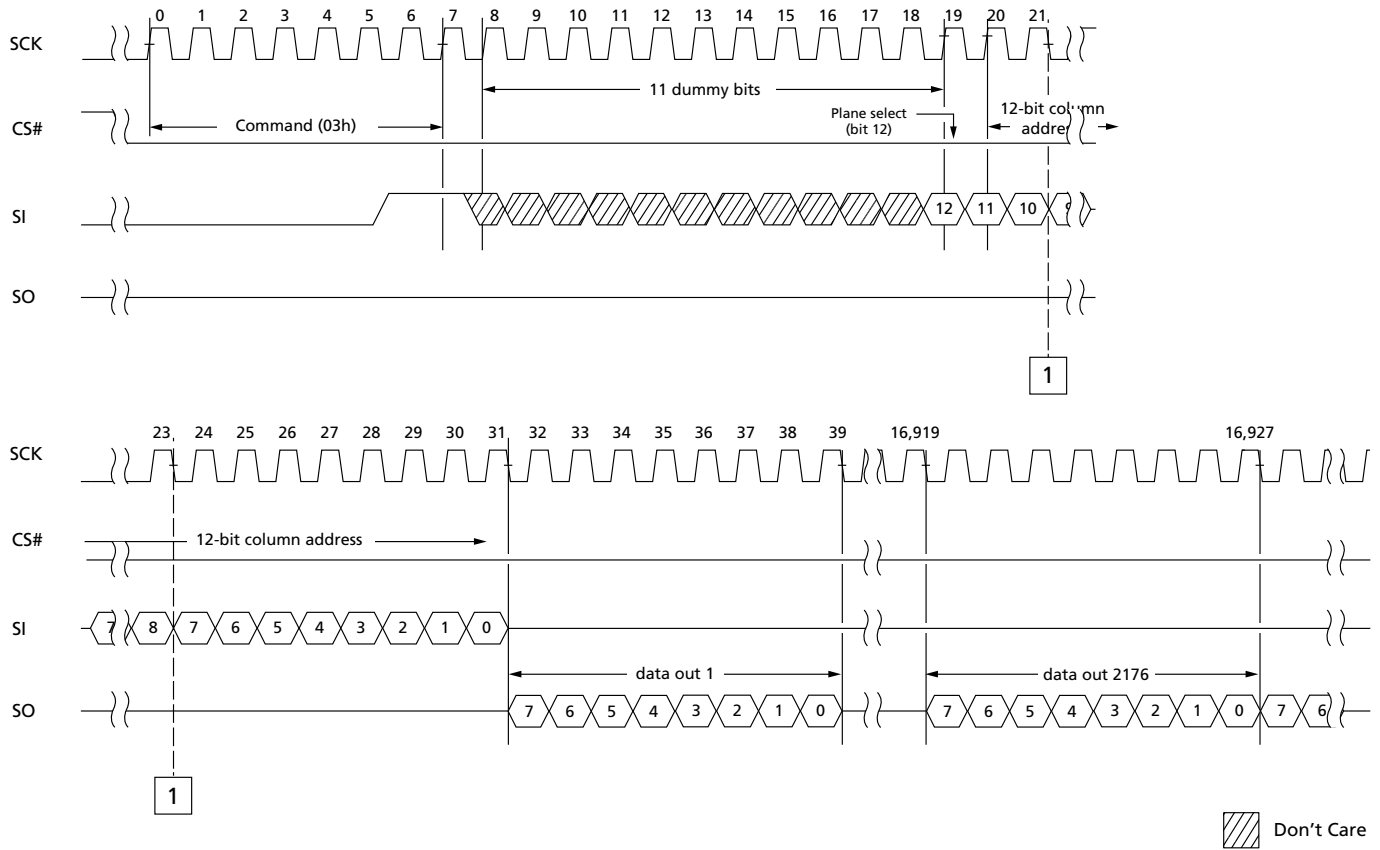 0 1 2 3 4 5 6 7 8 9 10 11 12 13 14 15 16 17 18 19 20 21
SCK
11 dummy bits
Plane select
(bit 12)
12-bit column
CS#
Command (03h)
SI
12 11 10
SO
1
23 24 25 26 27 28 29 30 31 32 33 34 35 36 37 38 39 16,919 16,927
SCK
CS#
12-bit column address
SI
7 8 7 6 5 4 3 2 1 0
data out 1
data out 2176
SO
7 6 5 4 3 2 1 0 7 6 5 4 3 2 1 0 7 6
1
Don't Care